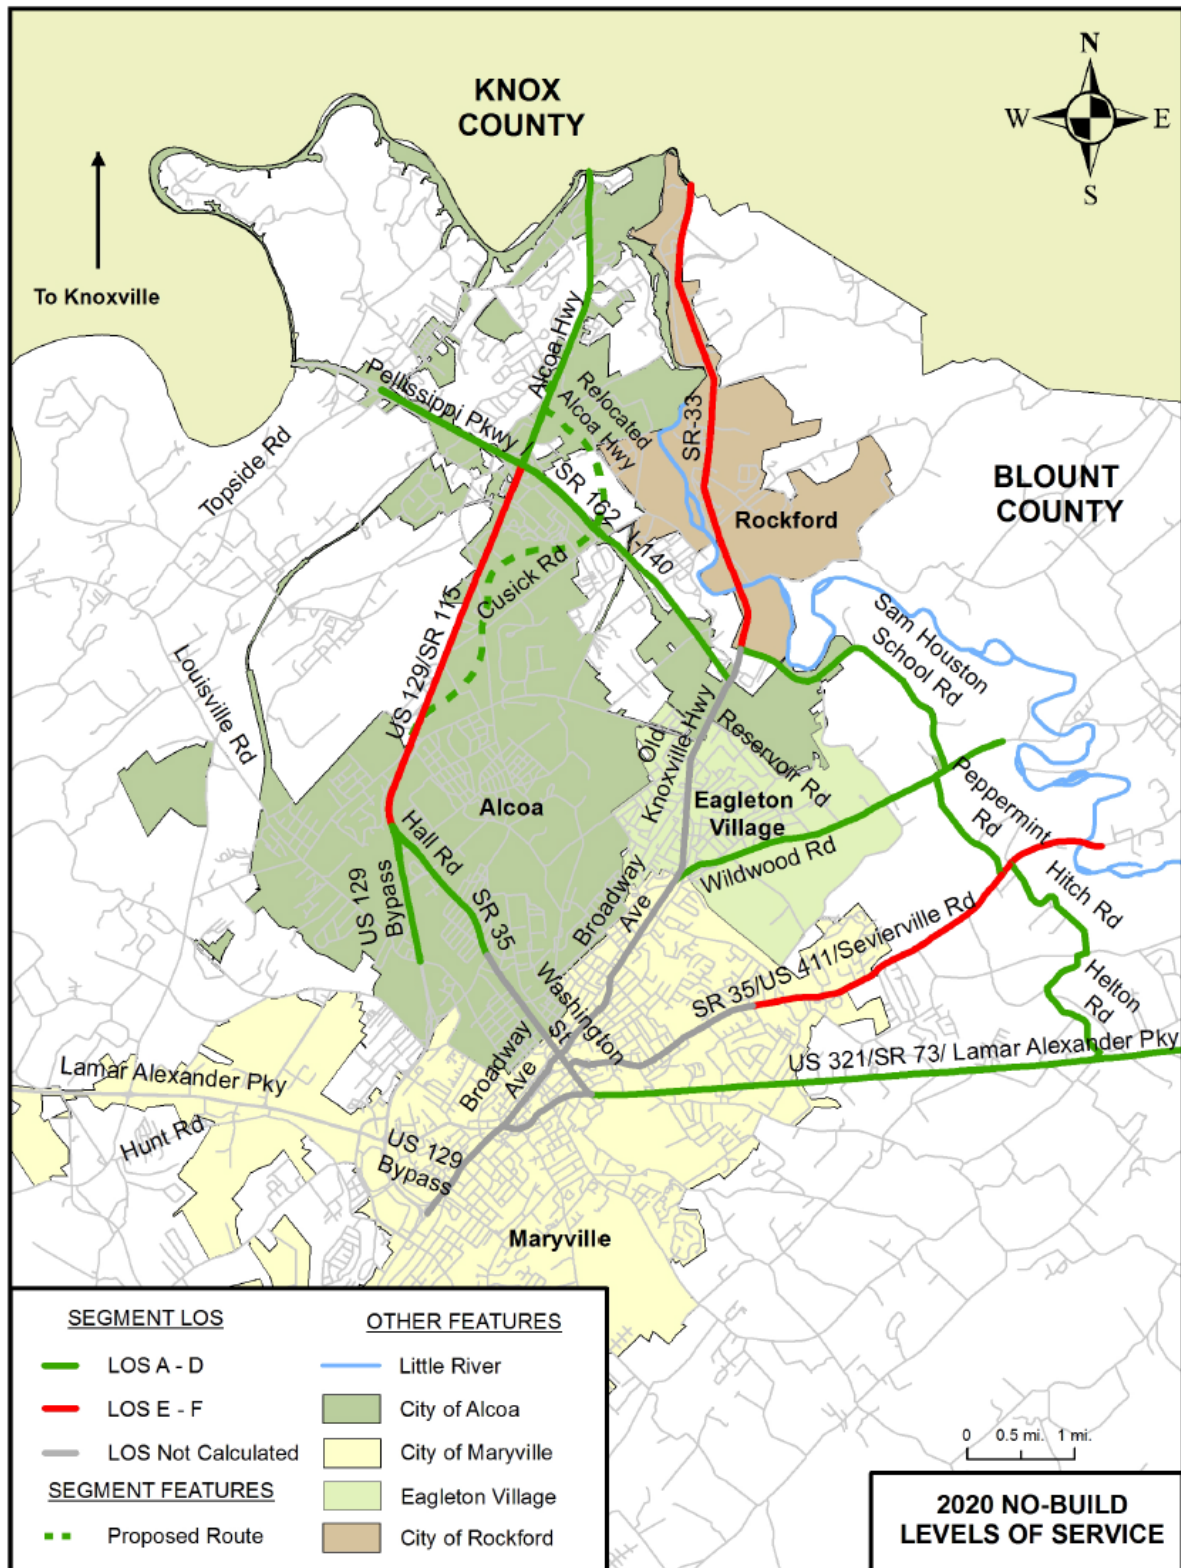 KNOX
COUNTY
N
W
E
S
To Knoxville
Alcoa Hwy
Pellissippi Pkwy /
SR 162 / I-140
Relocated
Alcoa Hwy
SR-33
Topside Rd
BLOUNT
COUNTY
Rockford
Cusick Rd
US 129/SR 115
Sam Houston
School Rd
Louisville Rd
Old
Knoxville Hwy
Reservoir Rd
Peppermint
Rd
Alcoa
Eagleton
Village
Hall Rd
Wildwood Rd
US 129
Bypass
SR 35
Broadway
Ave
Hitch Rd
SR 35/US 411/Sevierville Rd
Washington
St
Helton
Rd
Broadway
Ave
US 321/SR 73/ Lamar Alexander Pky
Lamar Alexander Pky
Hunt Rd
US 129
Bypass
Maryville
SEGMENT LOS
LOS A - D
LOS E - F
LOS Not Calculated
SEGMENT FEATURES
Proposed Route
OTHER FEATURES
Little River
City of Alcoa
City of Maryville
Eagleton Village
City of Rockford
0 0.5 mi. 1 mi.
2020 NO-BUILD
LEVELS OF SERVICE